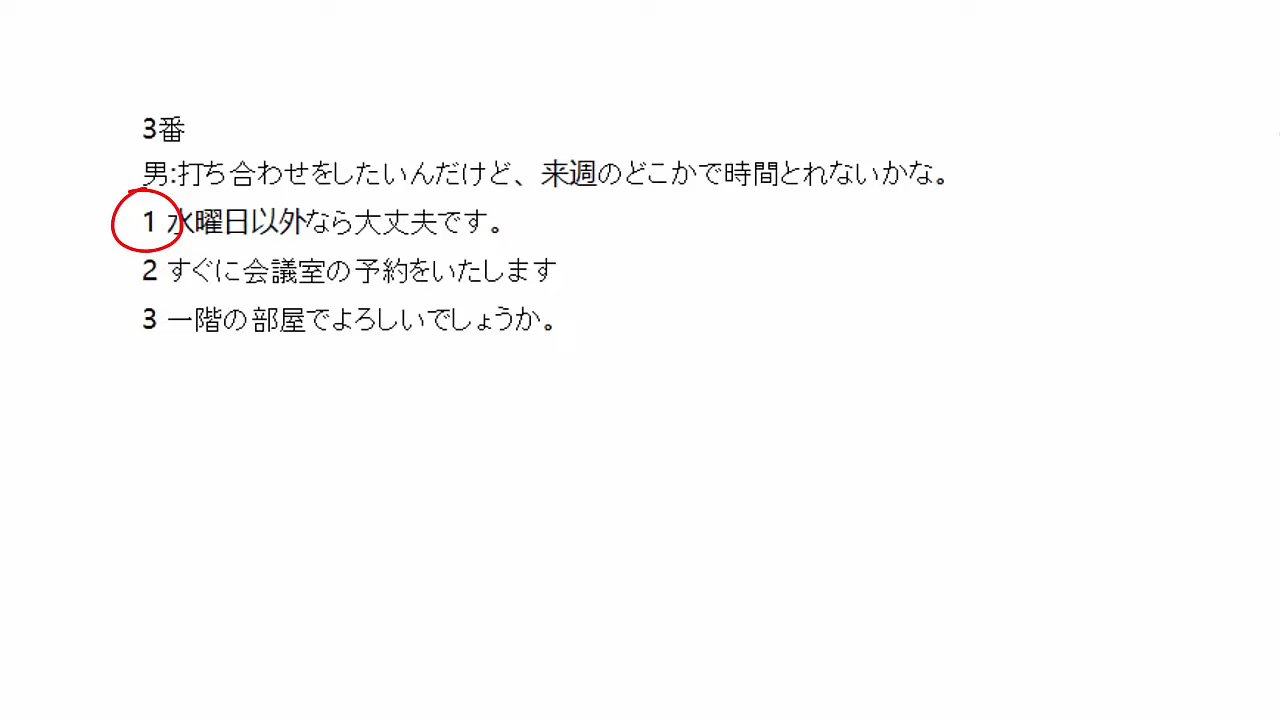 3番
男:打ち合わせをしたいんだけど、来週のどこかで時間とれないかな。
1 水曜日以外なら大丈夫です。
2 すぐに会議室の予約をいたします
3 一階の部屋でよろしいでしょうか。